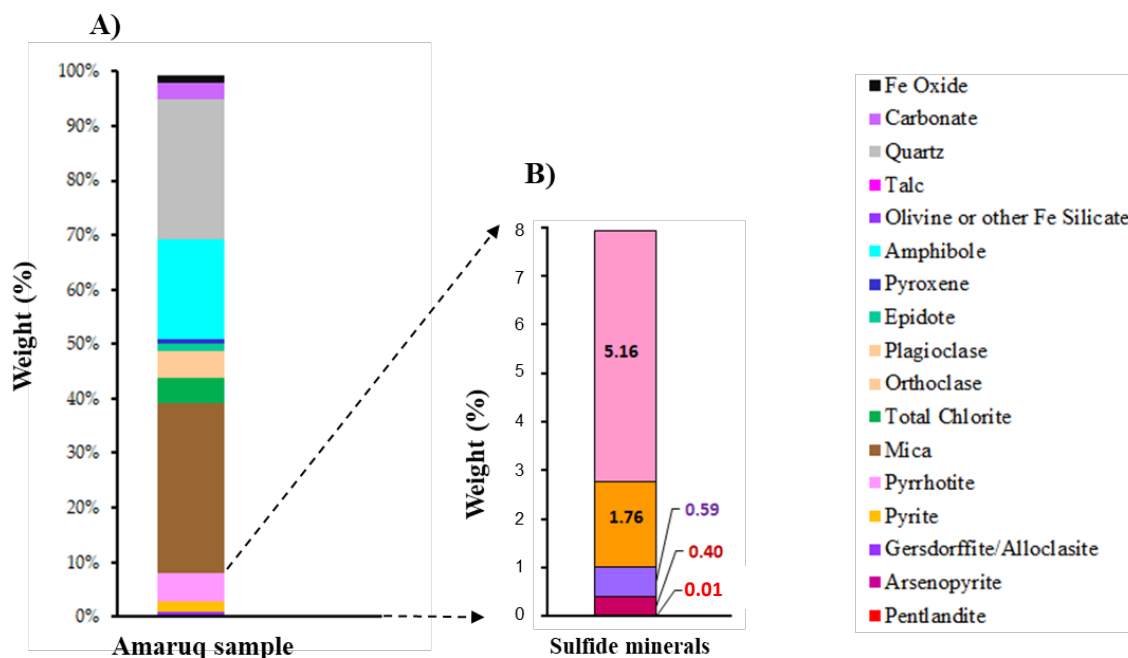 A)
100%
90%
80%
70%
60%
50%
40%
30%
20%
10%
0%
Weight (%)
Amaruq sample
B)
8
7
6
5
4
3
2
1
0
Weight (%)
5.16
1.76
0.59
0.40
0.01
Sulfide minerals
Fe Oxide
Carbonate
Quartz
Talc
Olivine or other Fe Silicate
Amphibole
Pyroxene
Epidote
Plagioclase
Orthoclase
Total Chlorite
Mica
Pyrrhotite
Pyrite
Gersdorffite/Alloclasite
Arsenopyrite
Pentlandite